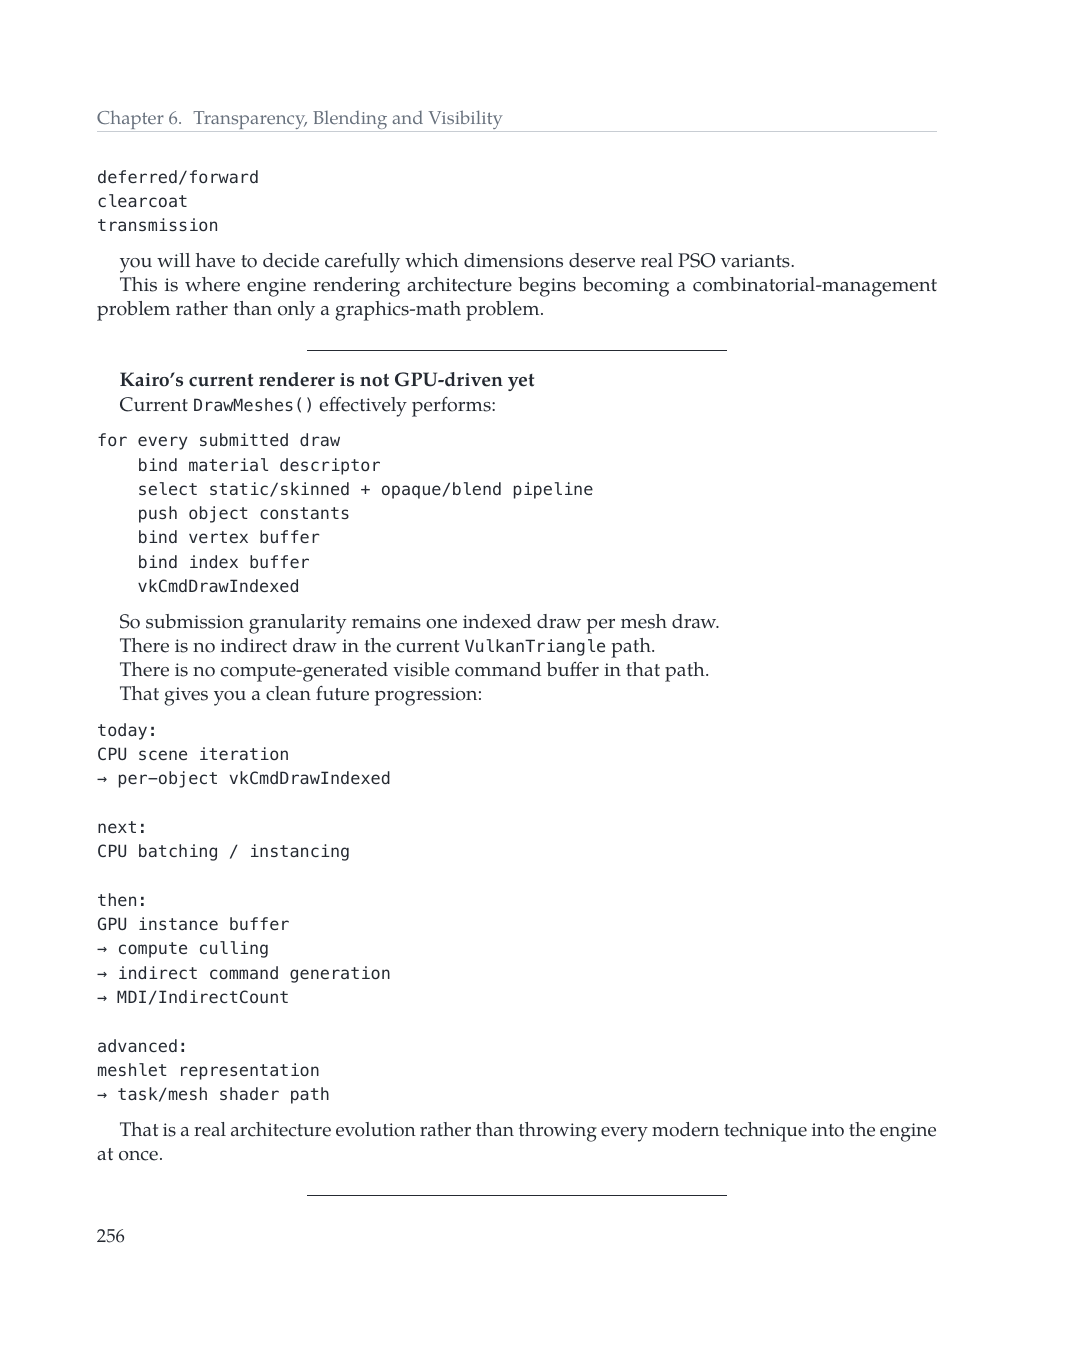 Chapter 6. Transparency, Blending and Visibility
deferred/forward
clearcoat
transmission
you will have to decide carefully which dimensions deserve real PSO variants.
This is where engine rendering architecture begins becoming a combinatorial-management
problem rather than only a graphics-math problem.
Kairo's current renderer is not GPU-driven yet
Current DrawMeshes() effectively performs:
for every submitted draw
    bind material descriptor
    select static/skinned + opaque/blend pipeline
    push object constants
    bind vertex buffer
    bind index buffer
    vkCmdDrawIndexed
So submission granularity remains one indexed draw per mesh draw.
There is no indirect draw in the current VulkanTriangle path.
There is no compute-generated visible command buffer in that path.
That gives you a clean future progression:
today:
CPU scene iteration
→ per-object vkCmdDrawIndexed
next:
CPU batching / instancing
then:
GPU instance buffer
→ compute culling
→ indirect command generation
→ MDI/IndirectCount
advanced:
meshlet representation
→ task/mesh shader path
That is a real architecture evolution rather than throwing every modern technique into the engine
at once.
256